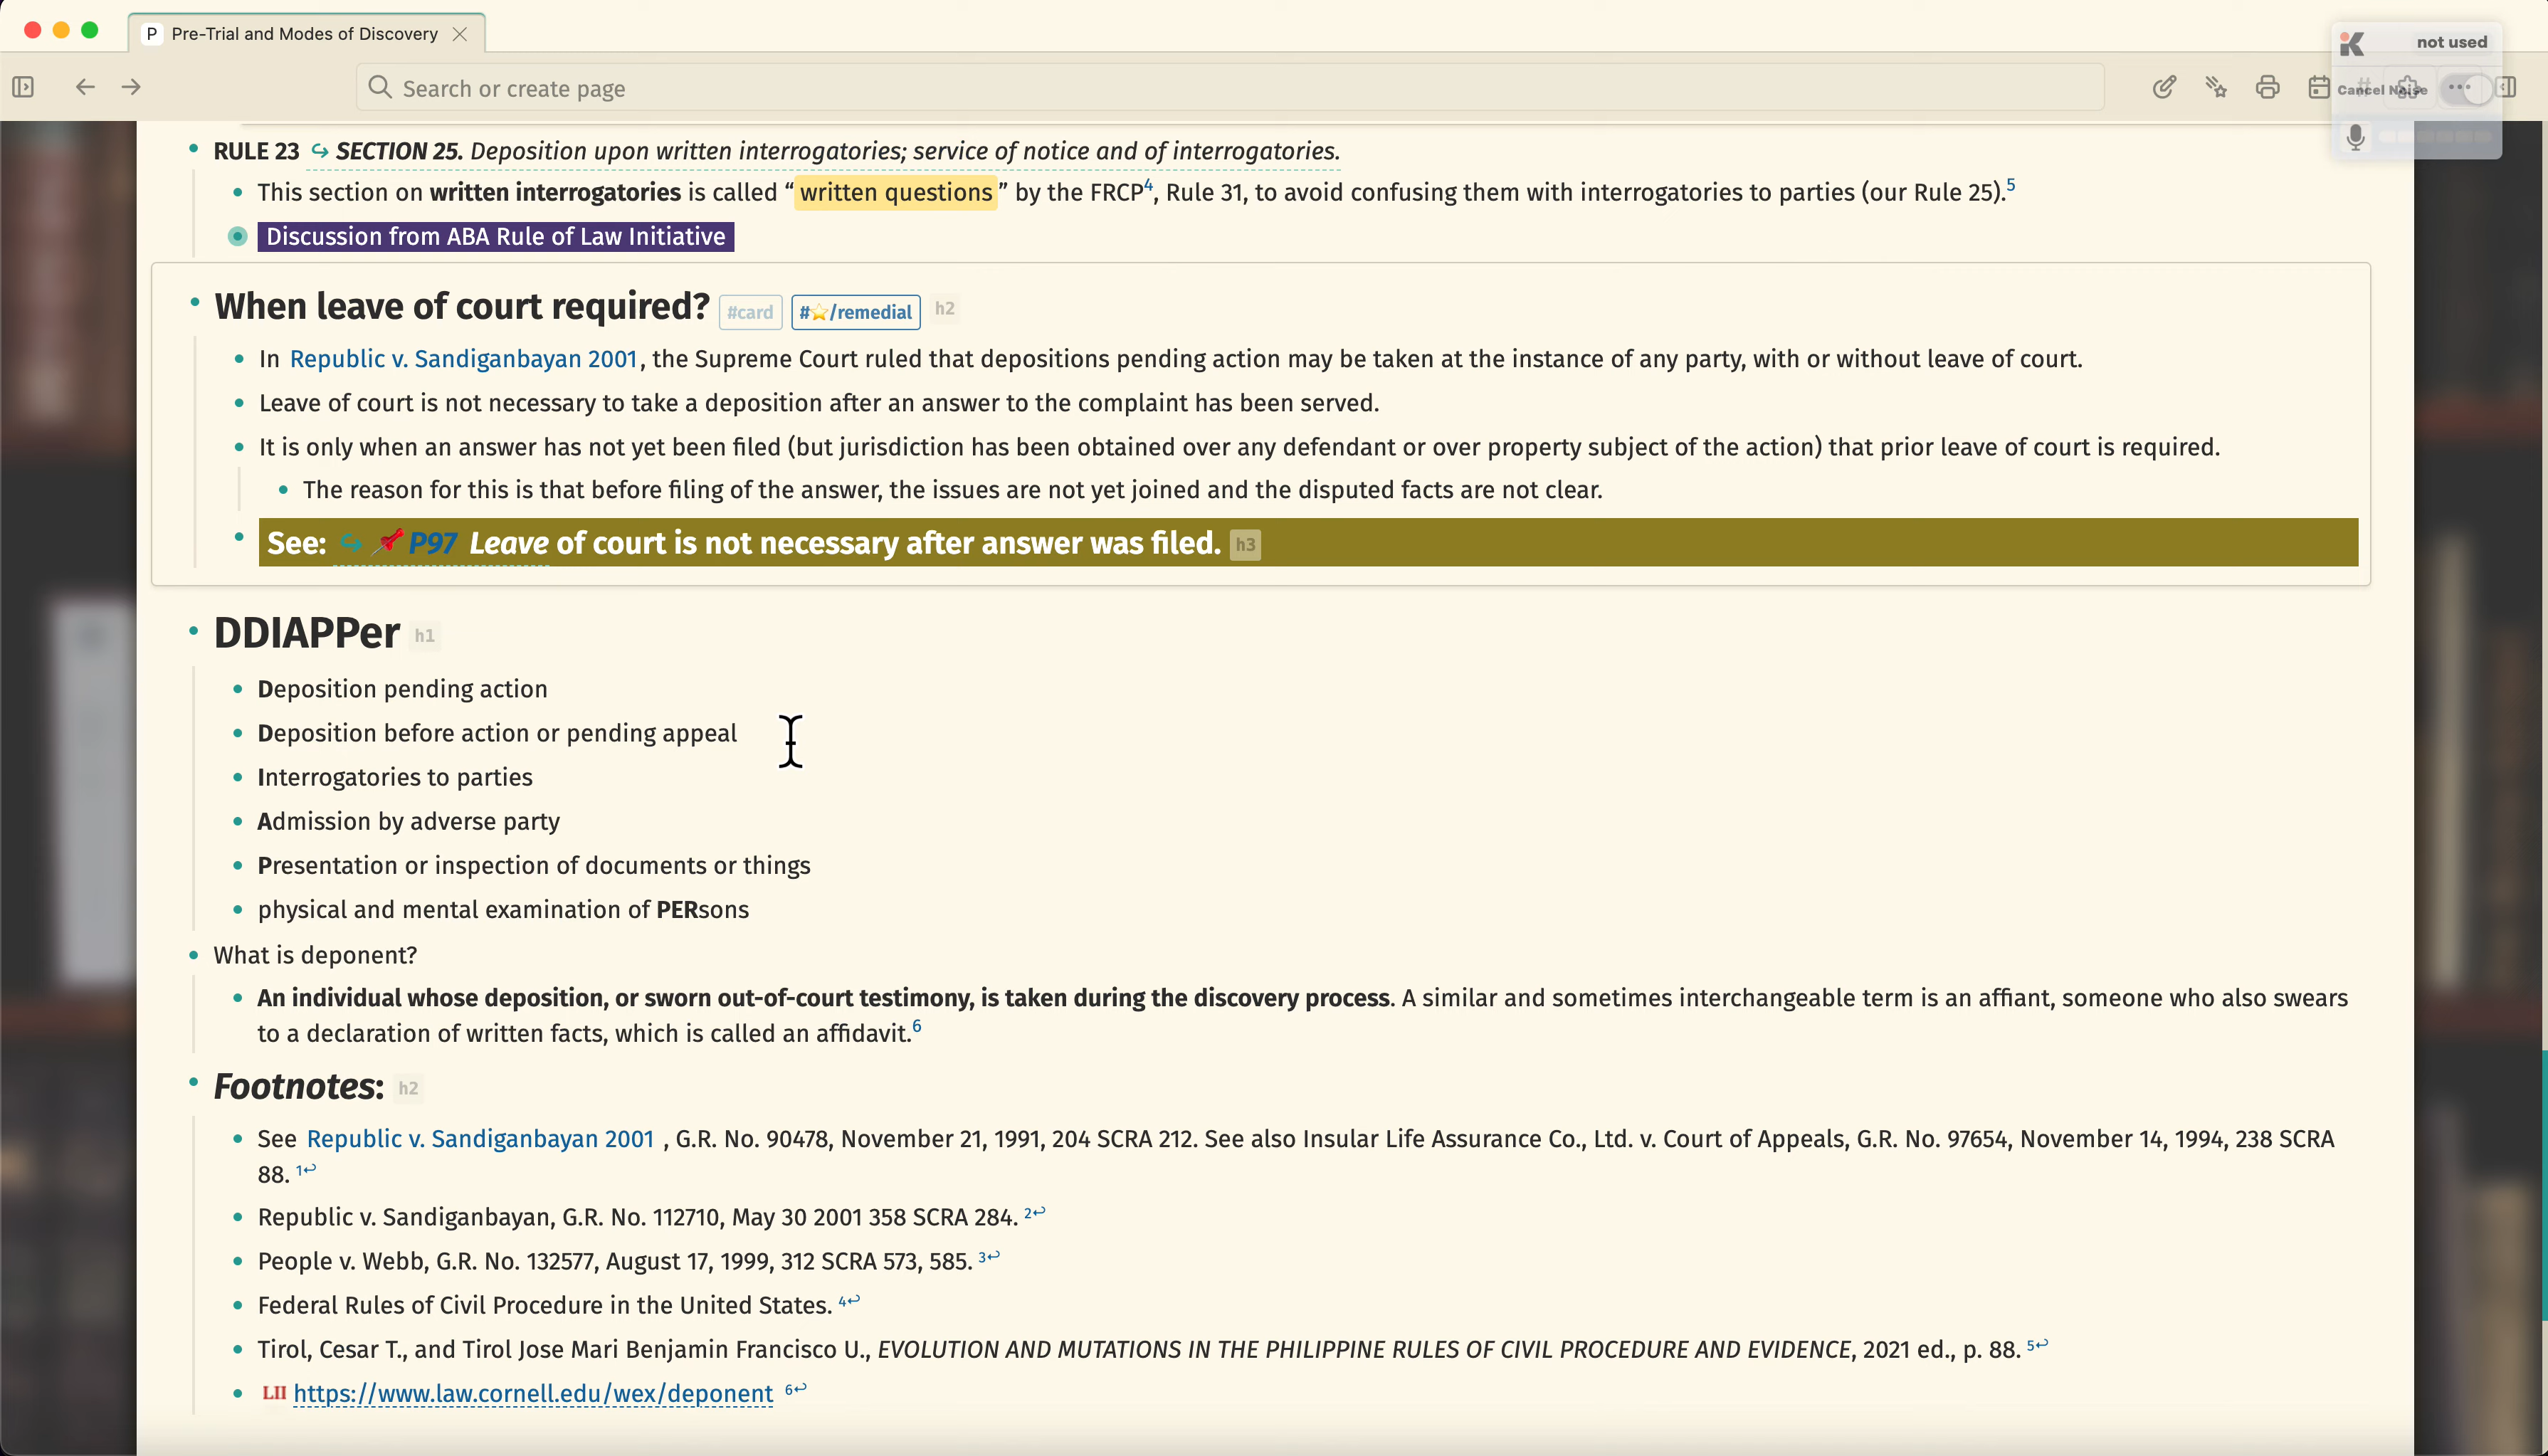 P Pre-Trial and Modes of Discovery
not used
Search or create page
Cancel Noise
RULE 23 ↪ SECTION 25. Deposition upon written interrogatories; service of notice and of interrogatories.
This section on written interrogatories is called “written questions” by the FRCP4, Rule 31, to avoid confusing them with interrogatories to parties (our Rule 25).5
Discussion from ABA Rule of Law Initiative
When leave of court required? #card #⭐/remedial h2
In Republic v. Sandiganbayan 2001, the Supreme Court ruled that depositions pending action may be taken at the instance of any party, with or without leave of court.
Leave of court is not necessary to take a deposition after an answer to the complaint has been served.
It is only when an answer has not yet been filed (but jurisdiction has been obtained over any defendant or over property subject of the action) that prior leave of court is required.
The reason for this is that before filing of the answer, the issues are not yet joined and the disputed facts are not clear.
See: ↪ 📌 P97 Leave of court is not necessary after answer was filed. h3
DDIAPPer h1
Deposition pending action
Deposition before action or pending appeal
Interrogatories to parties
Admission by adverse party
Presentation or inspection of documents or things
physical and mental examination of PERsons
What is deponent?
An individual whose deposition, or sworn out-of-court testimony, is taken during the discovery process. A similar and sometimes interchangeable term is an affiant, someone who also swears
to a declaration of written facts, which is called an affidavit.6
Footnotes: h2
See Republic v. Sandiganbayan 2001 , G.R. No. 90478, November 21, 1991, 204 SCRA 212. See also Insular Life Assurance Co., Ltd. v. Court of Appeals, G.R. No. 97654, November 14, 1994, 238 SCRA
88. 1↩
Republic v. Sandiganbayan, G.R. No. 112710, May 30 2001 358 SCRA 284. 2↩
People v. Webb, G.R. No. 132577, August 17, 1999, 312 SCRA 573, 585. 3↩
Federal Rules of Civil Procedure in the United States. 4↩
Tirol, Cesar T., and Tirol Jose Mari Benjamin Francisco U., EVOLUTION AND MUTATIONS IN THE PHILIPPINE RULES OF CIVIL PROCEDURE AND EVIDENCE, 2021 ed., p. 88. 5↩
LII https://www.law.cornell.edu/wex/deponent 6↩